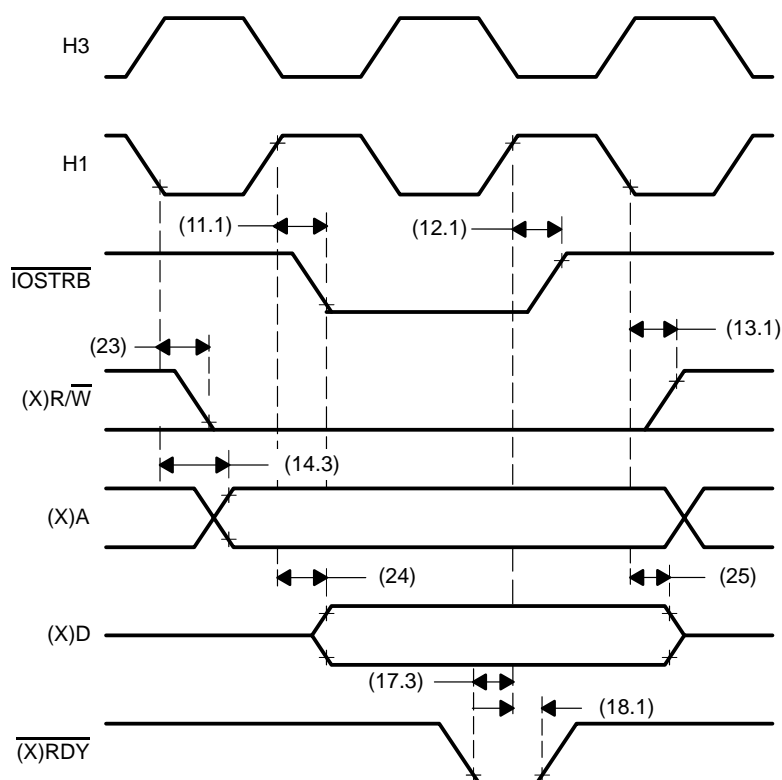 H3
H1
(11.1)
(12.1)
IOSTRB
(23)
(13.1)
(X)R/W
(14.3)
(X)A
(24)
(25)
(X)D
(17.3)
(18.1)
(X)RDY